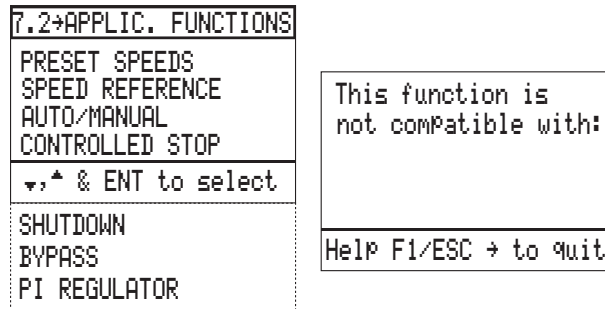 7.2→APPLIC. FUNCTIONS
PRESET SPEEDS
SPEED REFERENCE
AUTO/MANUAL
CONTROLLED STOP
▾,▴ & ENT to select
SHUTDOWN
BYPASS
PI REGULATOR
This function is
not compatible with:
Help F1/ESC → to quit